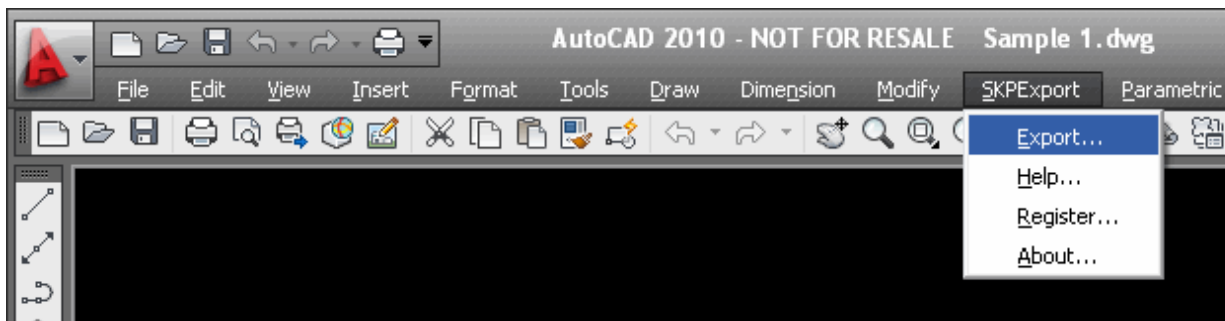 AutoCAD 2010 - NOT FOR RESALE Sample 1.dwg
File Edit View Insert Format Tools Draw Dimension Modify SKPExport Parametric
Export...
Help...
Register...
About...